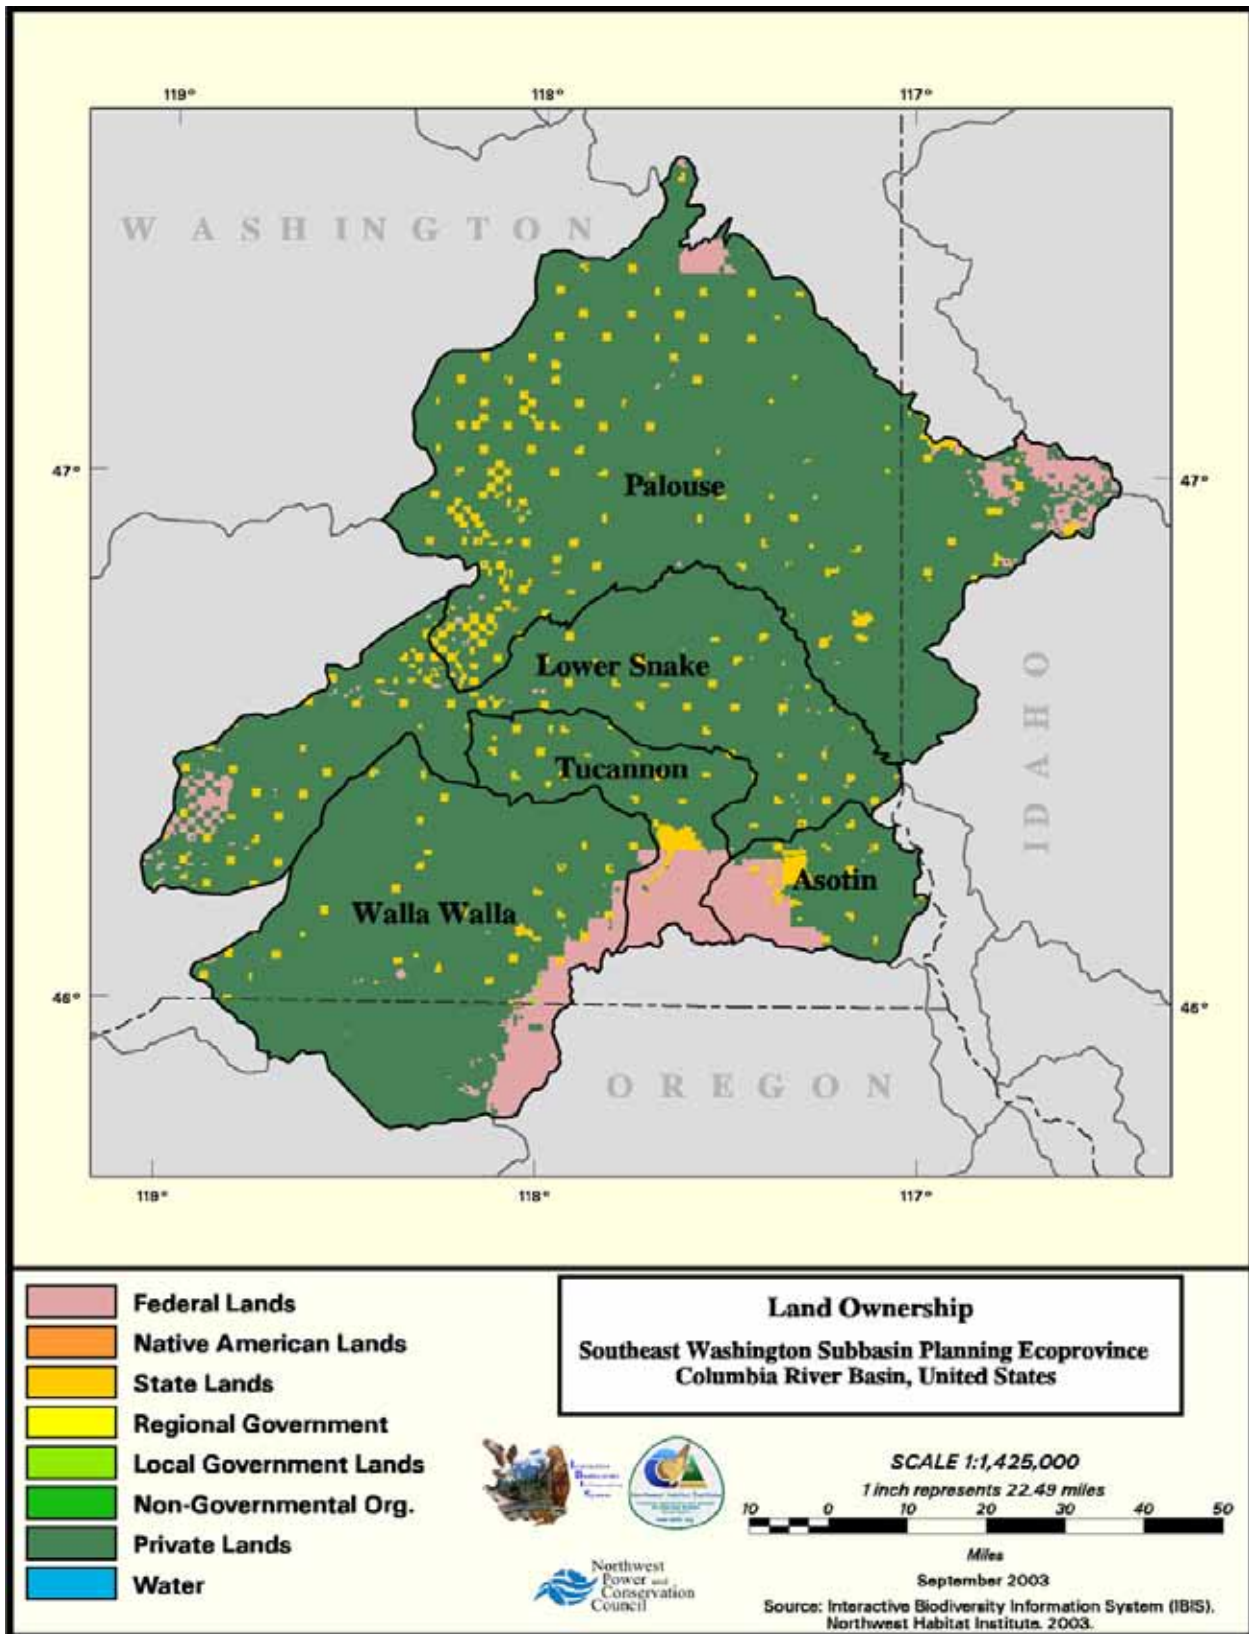 119° 118° 117°
WASHINGTON
47° 47°
Palouse
Lower Snake
IDAHO
Tucannon
Asotin
Walla Walla
46° 46°
OREGON
119° 118° 117°
Federal Lands
Native American Lands
State Lands
Regional Government
Local Government Lands
Non-Governmental Org.
Private Lands
Water
Land Ownership
Southeast Washington Subbasin Planning Ecoprovince
Columbia River Basin, United States
SCALE 1:1,425,000
1 inch represents 22.49 miles
10 0 10 20 30 40 50
Miles
September 2003
Northwest
Power and
Conservation
Council
Source: Interactive Biodiversity Information System (IBIS).
Northwest Habitat Institute. 2003.